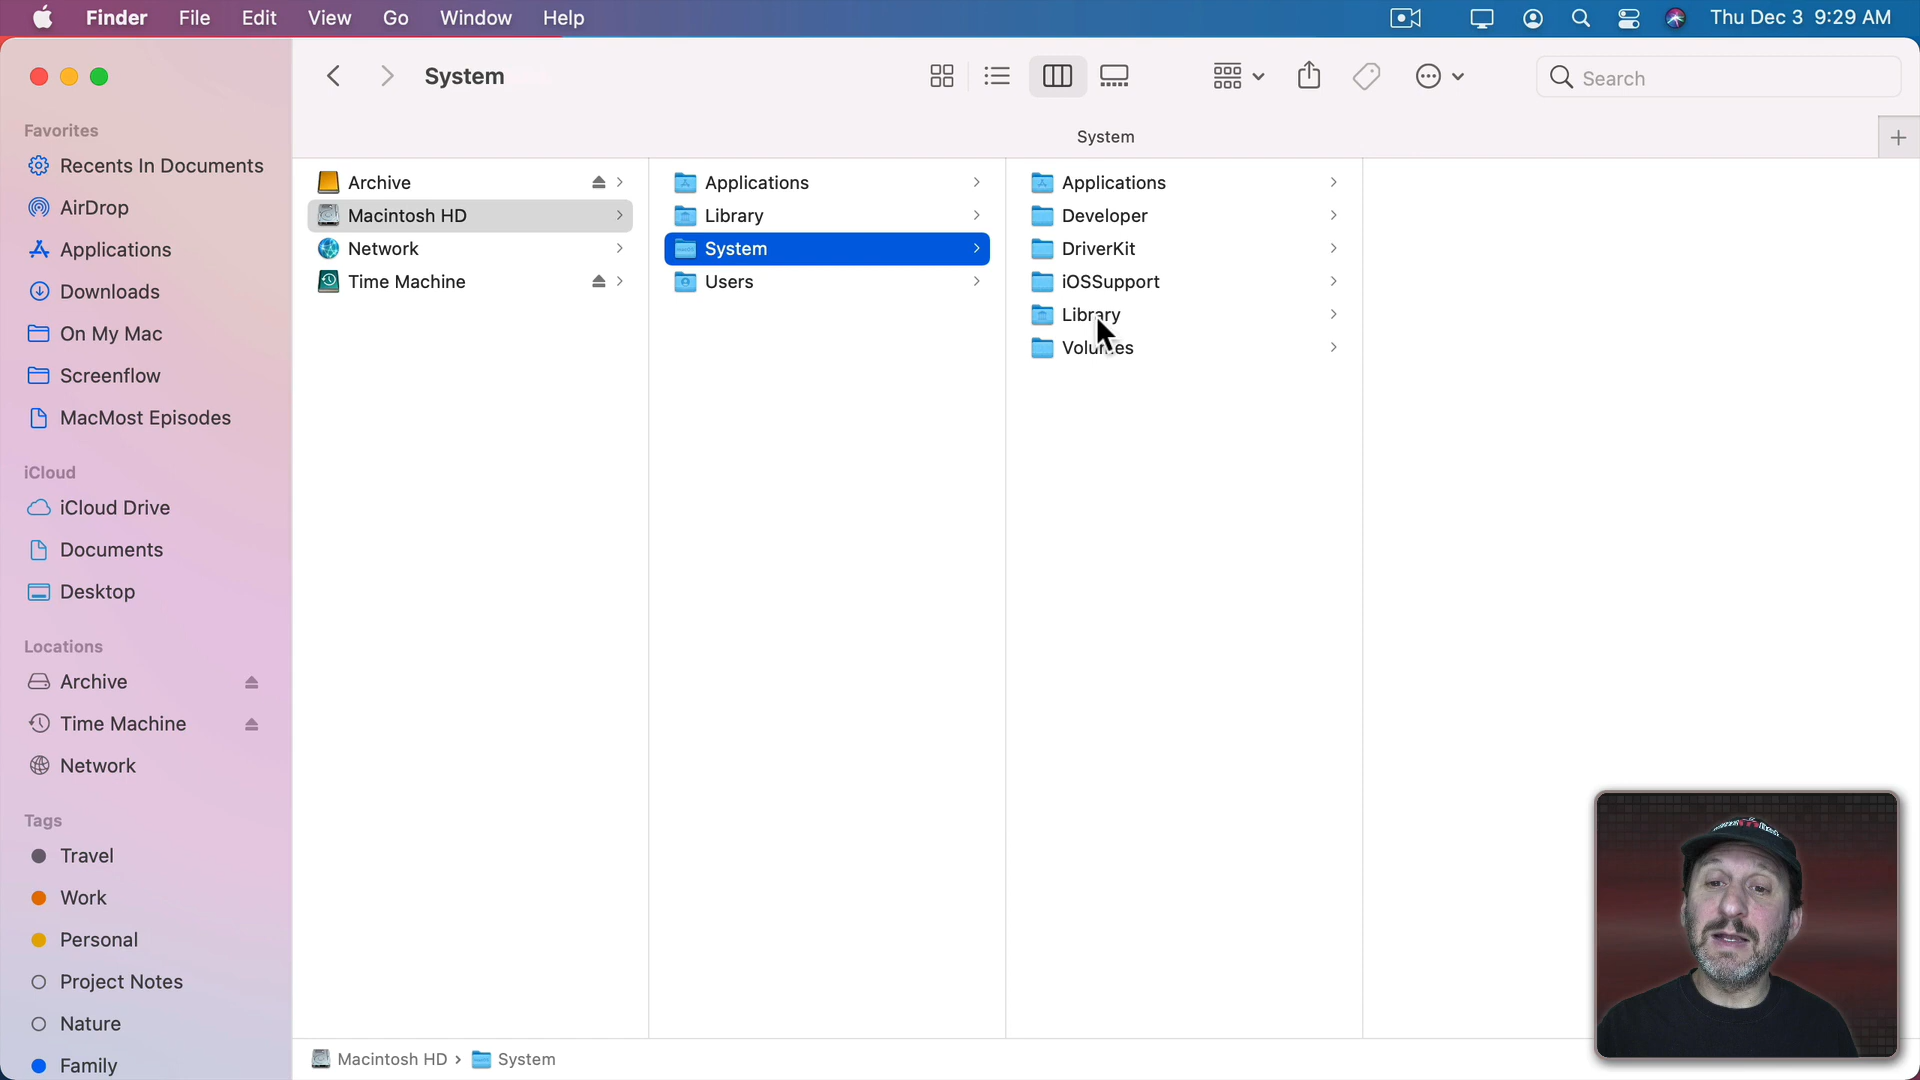 Finder File Edit View Go Window Help Thu Dec 3 9:29 AM
System Search
System
Favorites
Recents In Documents
AirDrop
Applications
Downloads
On My Mac
Screenflow
MacMost Episodes
iCloud
iCloud Drive
Documents
Desktop
Locations
Archive
Time Machine
Network
Tags
Travel
Work
Personal
Project Notes
Nature
Family
Archive
Macintosh HD
Network
Time Machine
Applications
Library
System
Users
Applications
Developer
DriverKit
iOSSupport
Library
Volumes
Macintosh HD › System